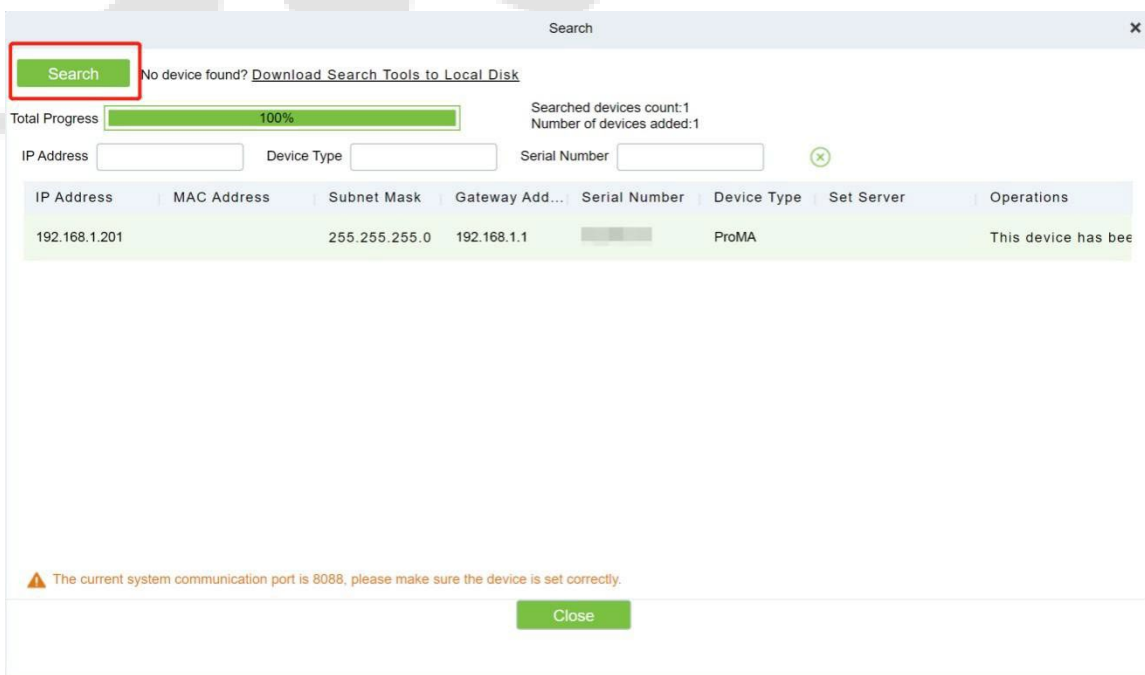 Search
Search No device found? Download Search Tools to Local Disk
Total Progress 100% Searched devices count:1
Number of devices added:1
IP Address Device Type Serial Number
IP Address MAC Address Subnet Mask Gateway Add... Serial Number Device Type Set Server Operations
192.168.1.201 255.255.255.0 192.168.1.1 ProMA This device has bee
The current system communication port is 8088, please make sure the device is set correctly.
Close